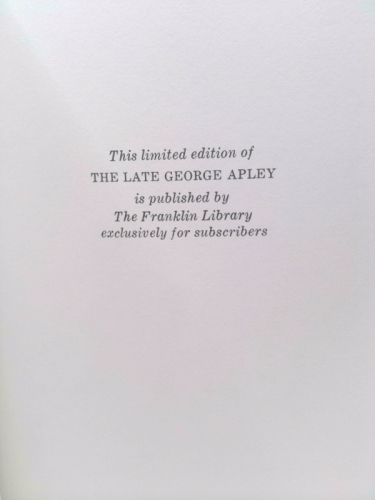 This limited edition of
THE LATE GEORGE APLEY
is published by
The Franklin Library
exclusively for subscribers